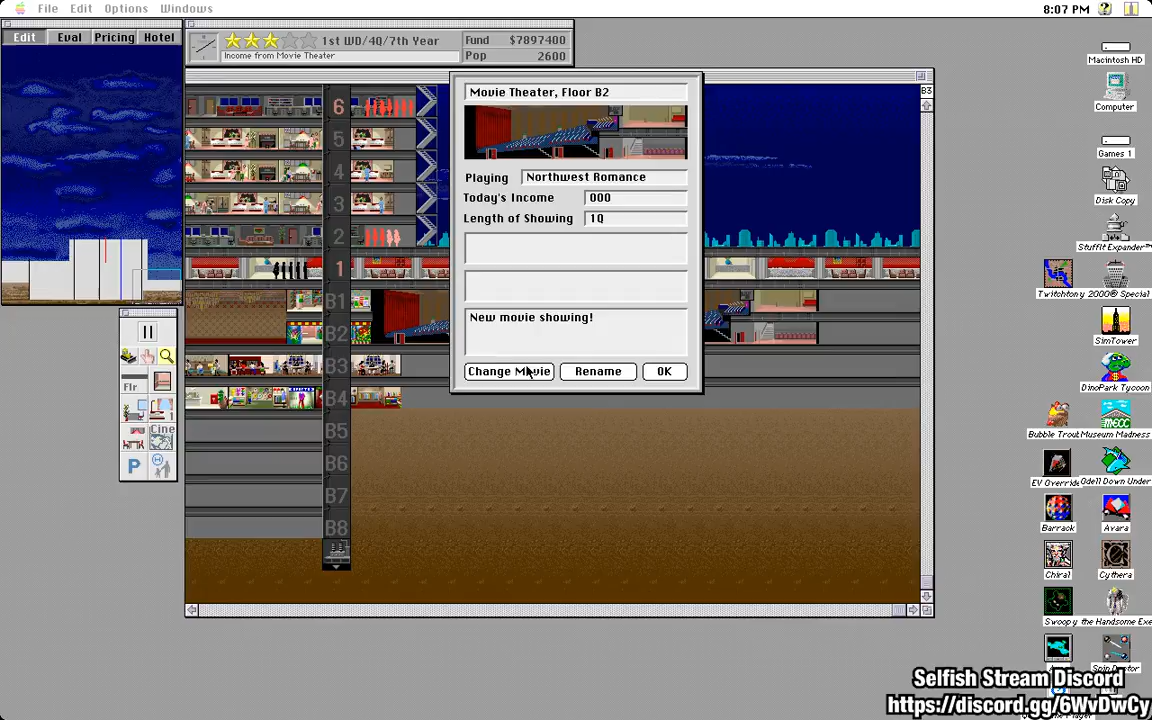 File Edit Options Windows
8:07 PM
Edit Eval Pricing Hotel
1st WD/4Q/7th Year
Income from Movie Theater
Fund $7897400
Pop 2600
Movie Theater, Floor B2
Playing Northwest Romance
Today's Income 000
Length of Showing 1Q
New movie showing!
Change Movie Rename OK
B3
6
5
4
3
2
1
B1
B2
B3
B4
B5
B6
B7
B8
Flr
Cine
P
Macintosh HD
Computer
Games 1
Disk Copy
StuffIt Expander™
Twitchtony 2000® Special
SimTower
DinoPark Tycoon
Bubble Trouble
Museum Madness
EV Override
Odell Down Under
Barrack
Avara
Chiral
Cythera
Swoopy the Handsome Exe
Spin Doctor
Selfish Stream Discord
https://discord.gg/6WvDwCy